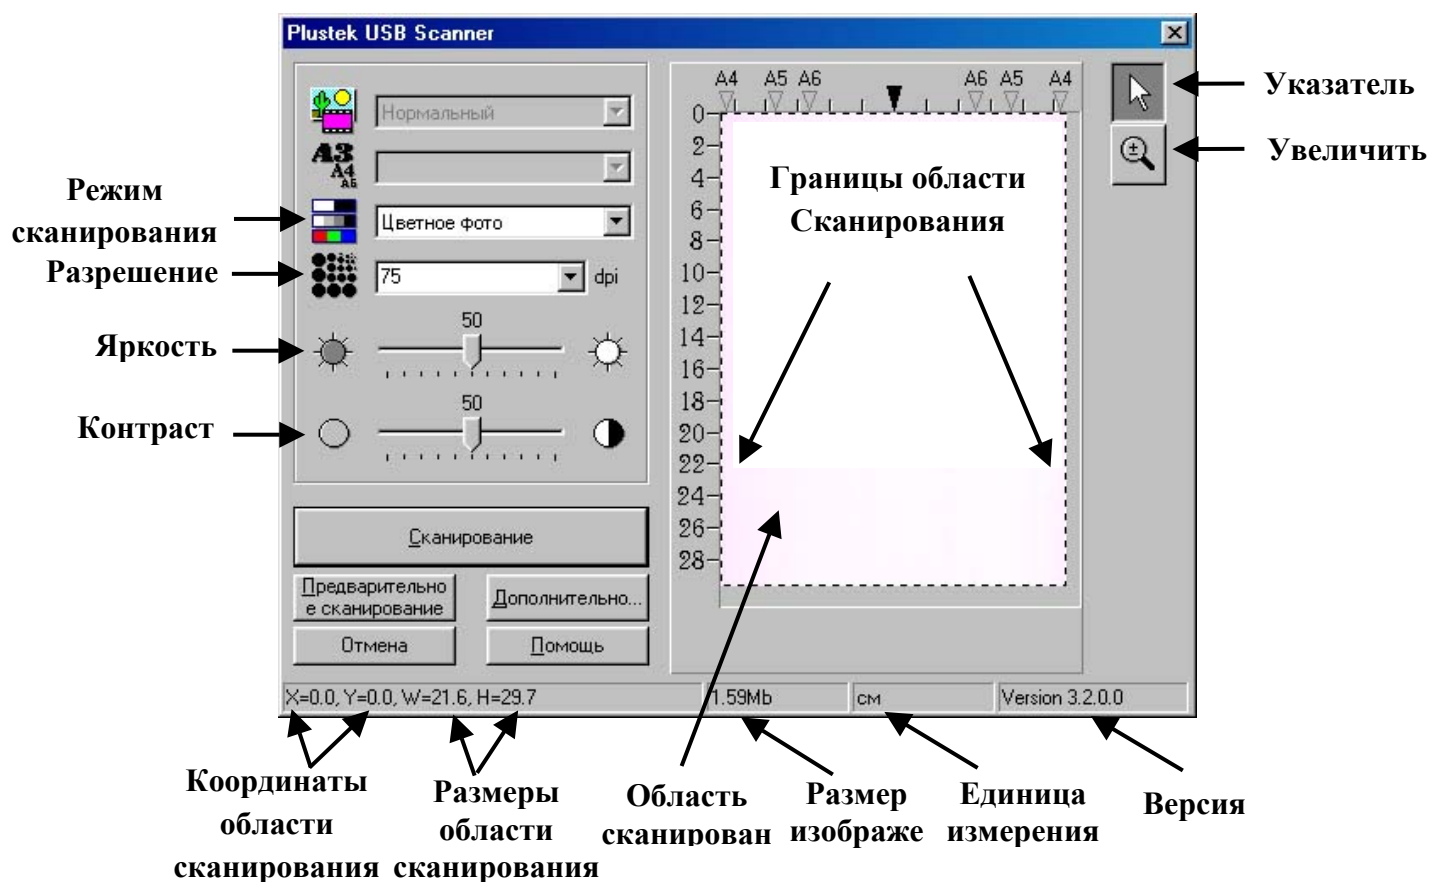 Plustek USB Scanner
Нормальный
A3
A4
A5
Цветное фото
75 dpi
50
50
Сканирование
Предварительно
е сканирование
Дополнительно...
Отмена
Помощь
A4 A5 A6 A6 A5 A4
0
2
4
6
8
10
12
14
16
18
20
22
24
26
28
X=0.0, Y=0.0, W=21.6, H=29.7
1.59Mb
см
Version 3.2.0.0
Режим
сканирования
Разрешение
Яркость
Контраст
Границы области
Сканирования
Указатель
Увеличить
Координаты
области
сканирования
Размеры
области
сканирования
Область
сканирован
Размер
изображе
Единица
измерения
Версия